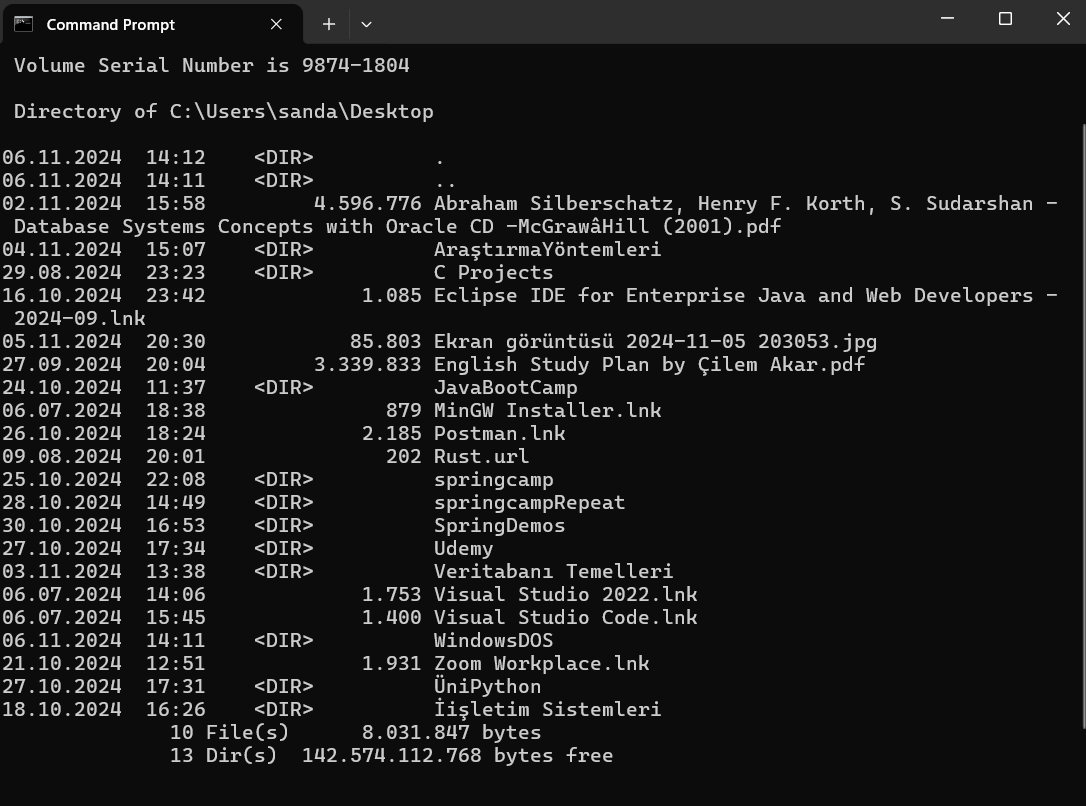 Command Prompt
Volume Serial Number is 9874-1804
Directory of C:\Users\sanda\Desktop
06.11.2024  14:12    <DIR>          .
06.11.2024  14:11    <DIR>          ..
02.11.2024  15:58         4.596.776 Abraham Silberschatz, Henry F. Korth, S. Sudarshan -
Database Systems Concepts with Oracle CD -McGrawâHill (2001).pdf
04.11.2024  15:07    <DIR>          AraştırmaYöntemleri
29.08.2024  23:23    <DIR>          C Projects
16.10.2024  23:42             1.085 Eclipse IDE for Enterprise Java and Web Developers -
2024-09.lnk
05.11.2024  20:30            85.803 Ekran görüntüsü 2024-11-05 203053.jpg
27.09.2024  20:04         3.339.833 English Study Plan by Çilem Akar.pdf
24.10.2024  11:37    <DIR>          JavaBootCamp
06.07.2024  18:38               879 MinGW Installer.lnk
26.10.2024  18:24             2.185 Postman.lnk
09.08.2024  20:01               202 Rust.url
25.10.2024  22:08    <DIR>          springcamp
28.10.2024  14:49    <DIR>          springcampRepeat
30.10.2024  16:53    <DIR>          SpringDemos
27.10.2024  17:34    <DIR>          Udemy
03.11.2024  13:38    <DIR>          Veritabanı Temelleri
06.07.2024  14:06             1.753 Visual Studio 2022.lnk
06.07.2024  15:45             1.400 Visual Studio Code.lnk
06.11.2024  14:11    <DIR>          WindowsDOS
21.10.2024  12:51             1.931 Zoom Workplace.lnk
27.10.2024  17:31    <DIR>          ÜniPython
18.10.2024  16:26    <DIR>          İişletim Sistemleri
10 File(s)      8.031.847 bytes
13 Dir(s)  142.574.112.768 bytes free